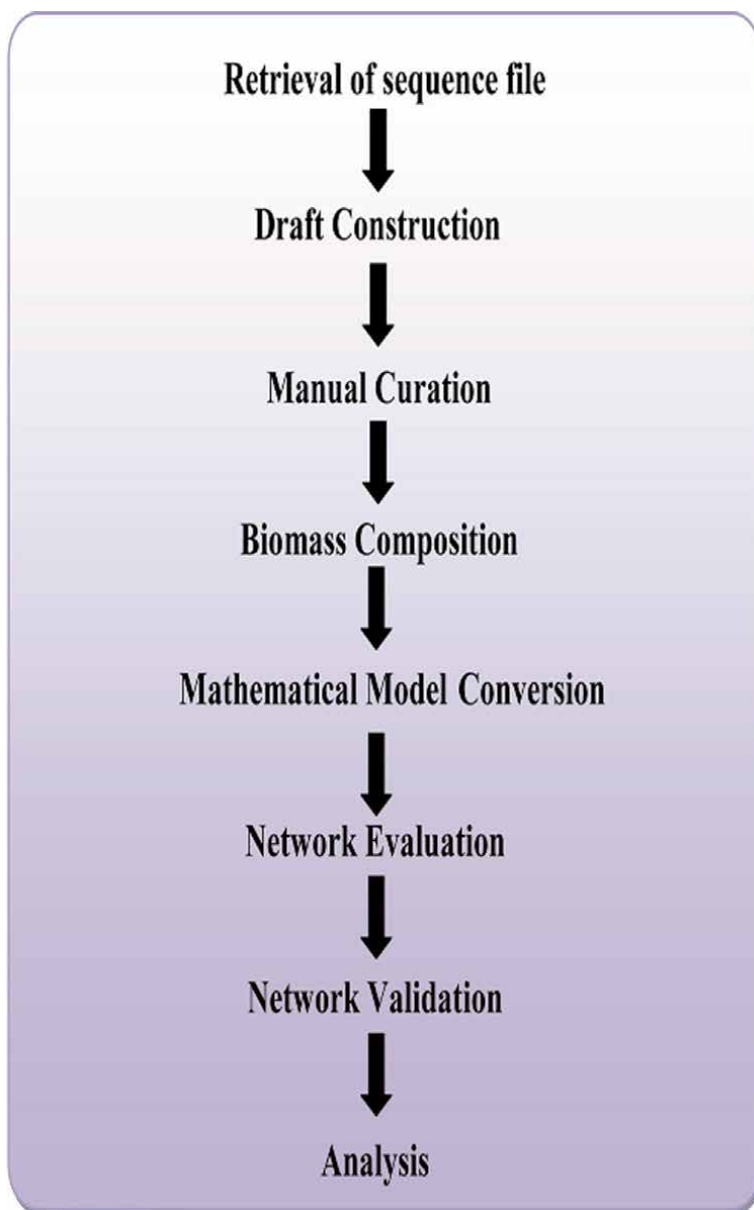 Retrieval of sequence file
Draft Construction
Manual Curation
Biomass Composition
Mathematical Model Conversion
Network Evaluation
Network Validation
Analysis